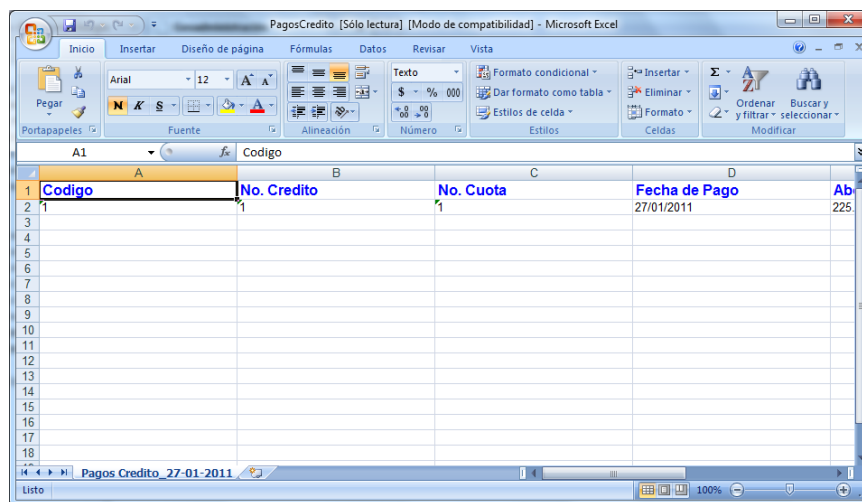 PagosCredito [Sólo lectura] [Modo de compatibilidad] - Microsoft Excel
Inicio Insertar Diseño de página Fórmulas Datos Revisar Vista
Pegar
Arial 12 A A
N K S A
Texto
$ % 000
Formato condicional
Dar formato como tabla
Estilos de celda
Insertar
Eliminar
Formato
Σ
Ordenar y filtrar
Buscar y seleccionar
Portapapeles Fuente Alineación Número Estilos Celdas Modificar
A1 fx Codigo
A B C D
1 Codigo No. Credito No. Cuota Fecha de Pago
2 1 1 1 27/01/2011 225.
3
4
5
6
7
8
9
10
11
12
13
14
15
16
17
18
Pagos Credito_27-01-2011
Listo 100%